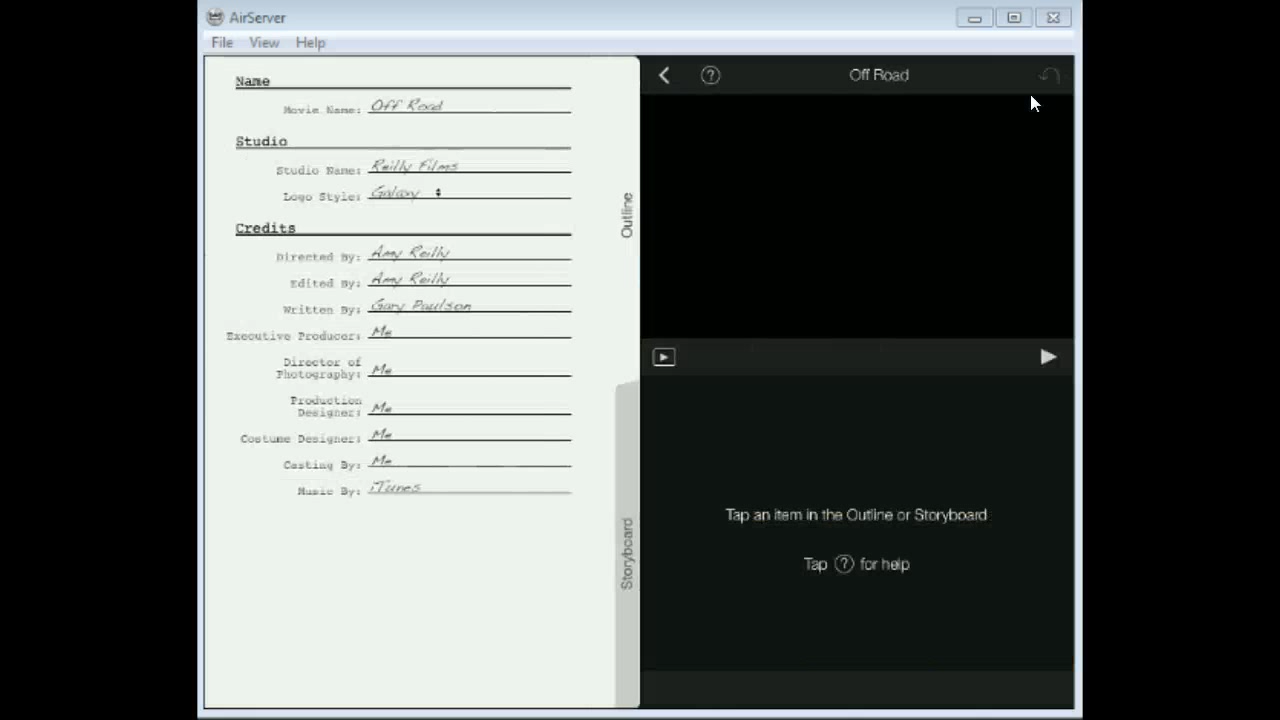 AirServer
File View Help
Name
Movie Name: Off Road
Studio
Studio Name: Reilly Films
Logo Style: Galaxy
Credits
Directed By: Amy Reilly
Edited By: Amy Reilly
Written By: Gary Paulson
Executive Producer: Me
Director of
Photography: Me
Production
Designer: Me
Costume Designer: Me
Casting By: Me
Music By: iTunes
Outline
Storyboard
Off Road
Tap an item in the Outline or Storyboard
Tap ? for help